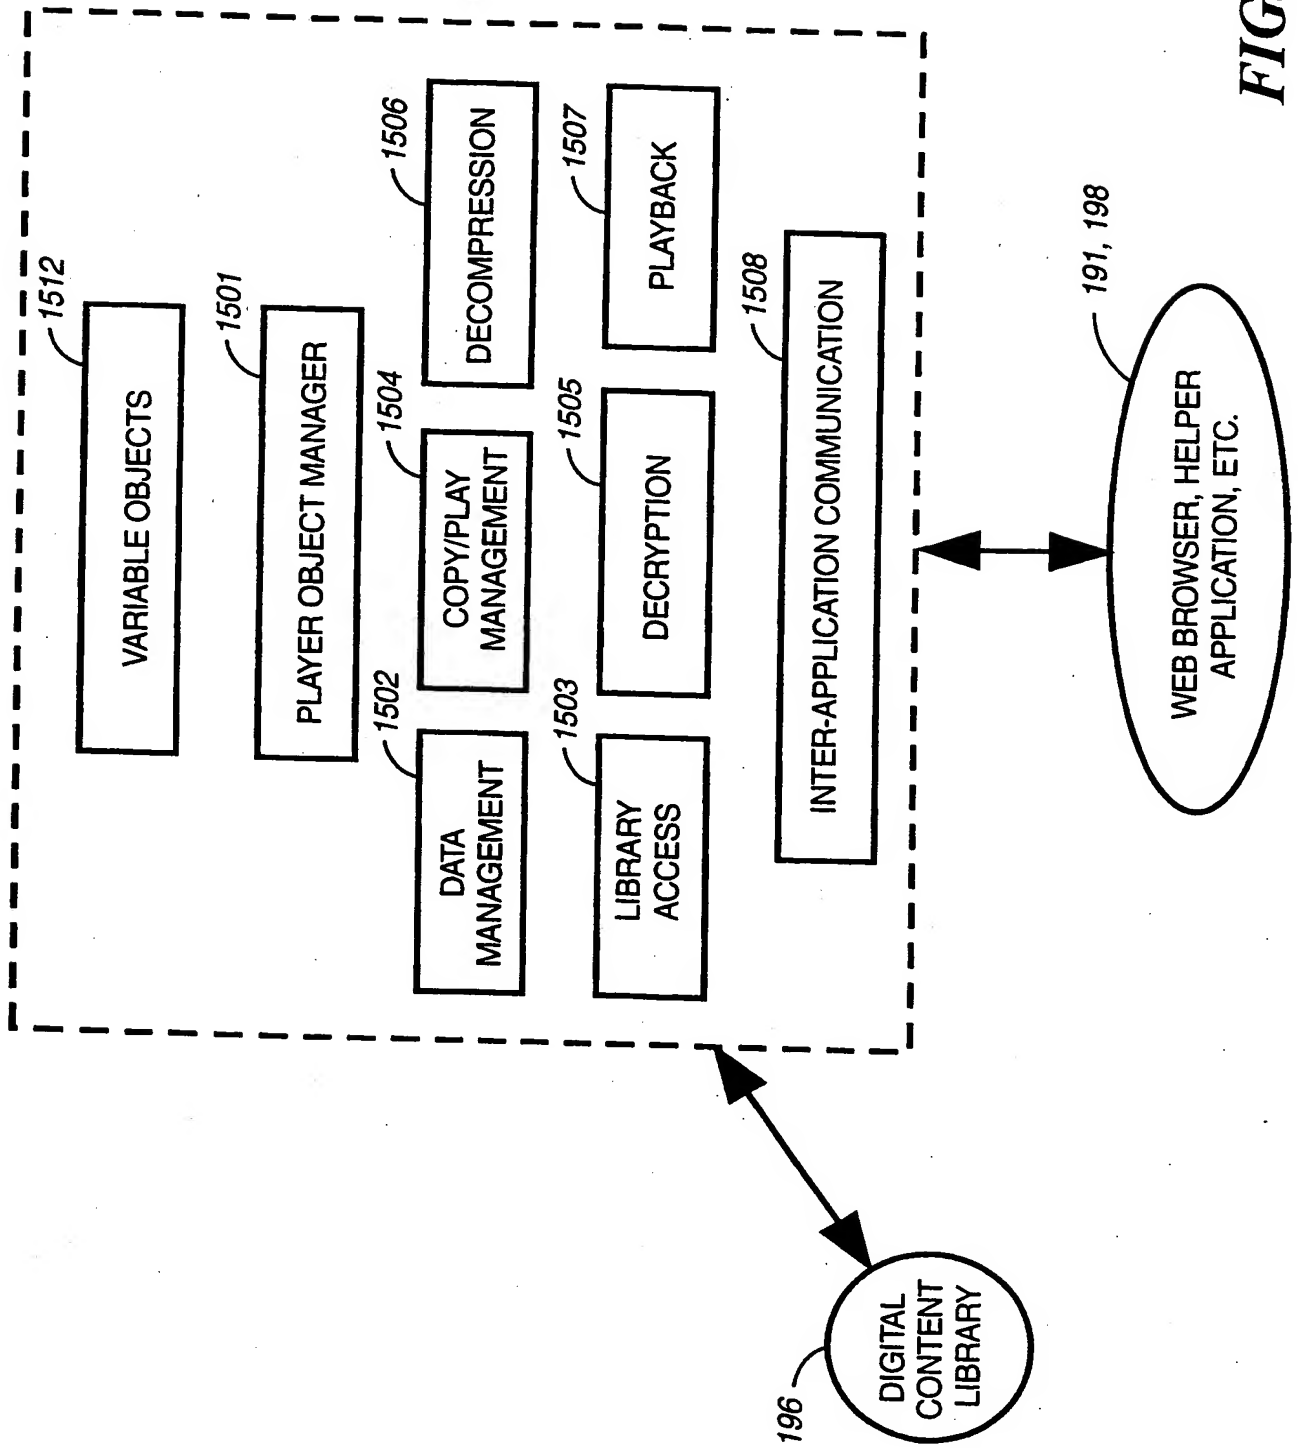 1512
VARIABLE OBJECTS
1501
PLAYER OBJECT MANAGER
1502
DATA
MANAGEMENT
1504
COPY/PLAY
MANAGEMENT
1506
DECOMPRESSION
1503
LIBRARY
ACCESS
1505
DECRYPTION
1507
PLAYBACK
1508
INTER-APPLICATION COMMUNICATION
196
DIGITAL
CONTENT
LIBRARY
191, 198
WEB BROWSER, HELPER
APPLICATION, ETC.
FIG.